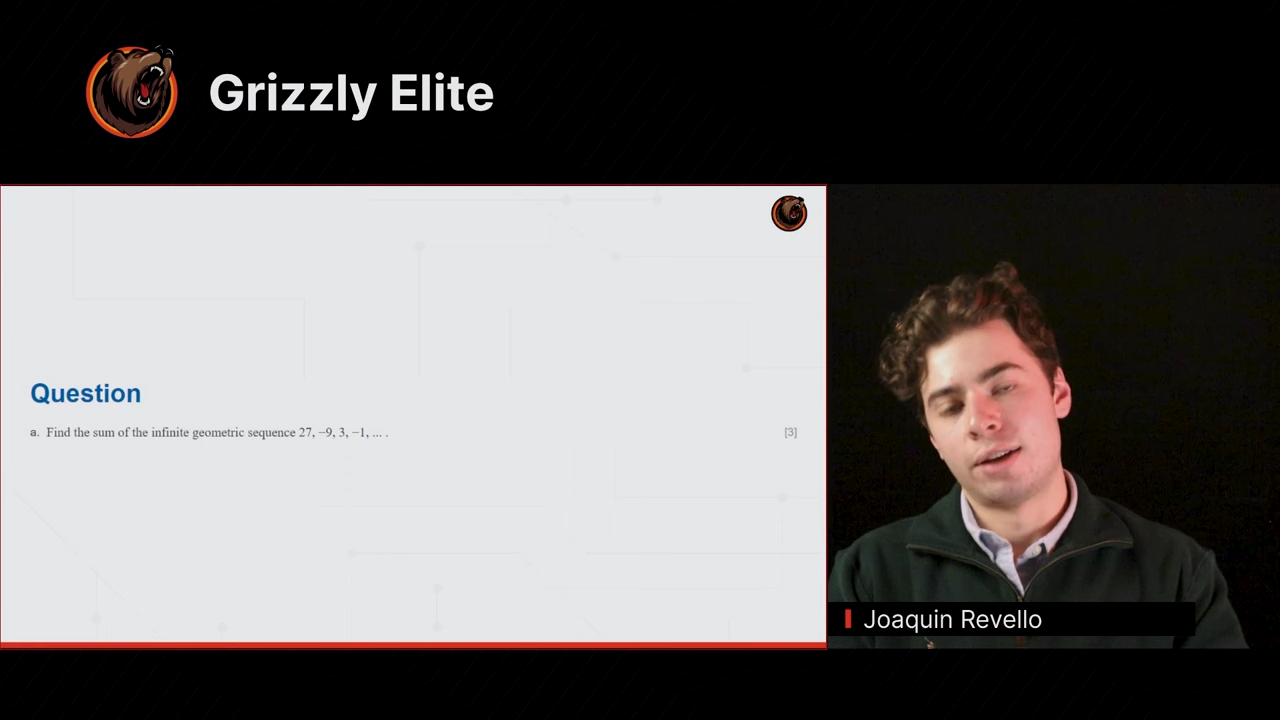 Grizzly Elite
Question
a. Find the sum of the infinite geometric sequence 27, −9, 3, −1, ... .
[3]
Joaquin Revello